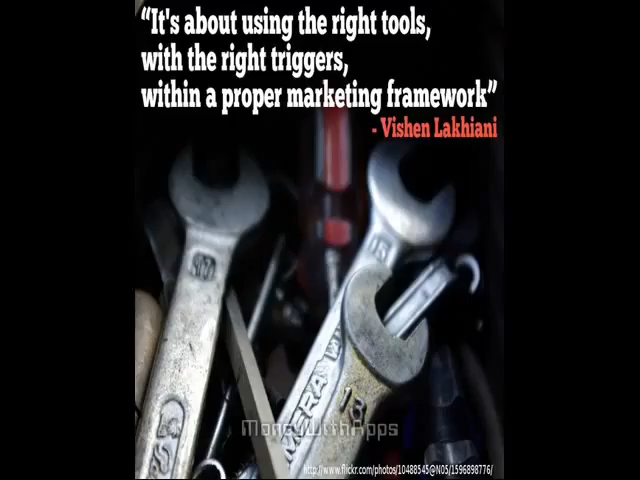 “It's about using the right tools,
with the right triggers,
within a proper marketing framework”
- Vishen Lakhiani
13
MoneyWithApps
http://www.flickr.com/photos/10488545@N05/1596898776/